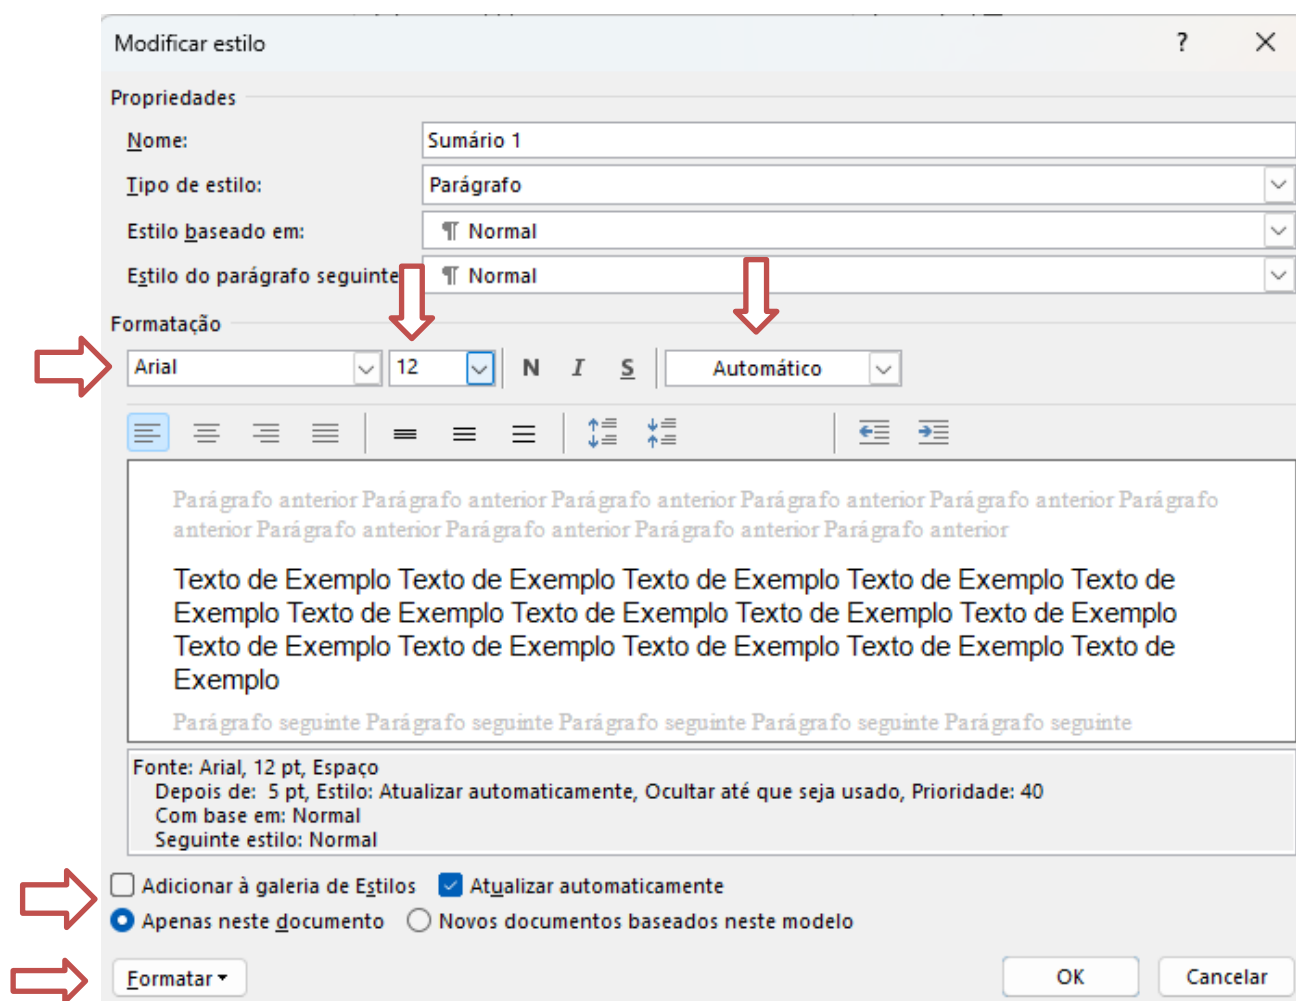 Modificar estilo ?
Propriedades
Nome: Sumário 1
Tipo de estilo: Parágrafo
Estilo baseado em: ¶ Normal
Estilo do parágrafo seguinte ¶ Normal
Formatação
Arial 12 N I S Automático
Parágrafo anterior Parágrafo anterior Parágrafo anterior Parágrafo anterior Parágrafo anterior Parágrafo
anterior Parágrafo anterior Parágrafo anterior Parágrafo anterior Parágrafo anterior
Texto de Exemplo Texto de Exemplo Texto de Exemplo Texto de Exemplo Texto de
Exemplo Texto de Exemplo Texto de Exemplo Texto de Exemplo Texto de Exemplo
Texto de Exemplo Texto de Exemplo Texto de Exemplo Texto de Exemplo Texto de
Exemplo
Parágrafo seguinte Parágrafo seguinte Parágrafo seguinte Parágrafo seguinte Parágrafo seguinte
Fonte: Arial, 12 pt, Espaço
Depois de: 5 pt, Estilo: Atualizar automaticamente, Ocultar até que seja usado, Prioridade: 40
Com base em: Normal
Seguinte estilo: Normal
Adicionar à galeria de Estilos Atualizar automaticamente
Apenas neste documento Novos documentos baseados neste modelo
Formatar OK Cancelar